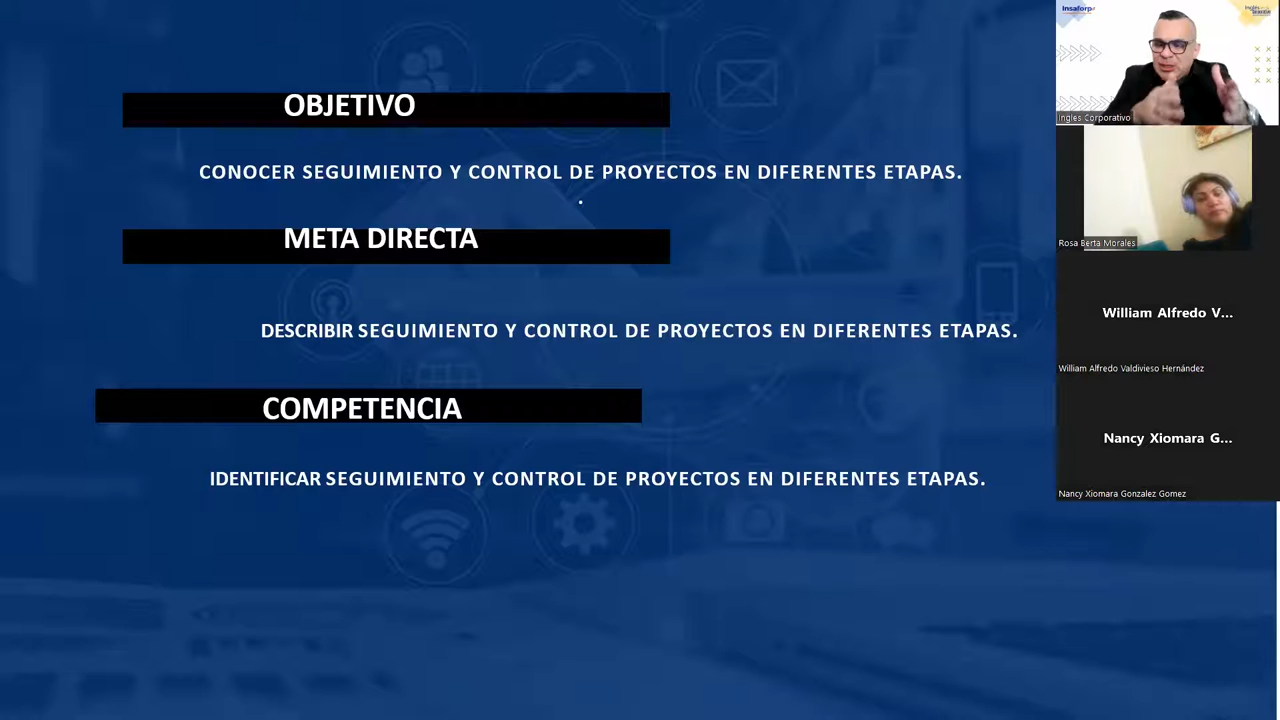 OBJETIVO
CONOCER SEGUIMIENTO Y CONTROL DE PROYECTOS EN DIFERENTES ETAPAS.
.
META DIRECTA
DESCRIBIR SEGUIMIENTO Y CONTROL DE PROYECTOS EN DIFERENTES ETAPAS.
COMPETENCIA
IDENTIFICAR SEGUIMIENTO Y CONTROL DE PROYECTOS EN DIFERENTES ETAPAS.
Insaforp
Ingles Corporativo
Rosa Berta Morales
William Alfredo V...
William Alfredo Valdivieso Hernández
Nancy Xiomara G...
Nancy Xiomara Gonzalez Gomez